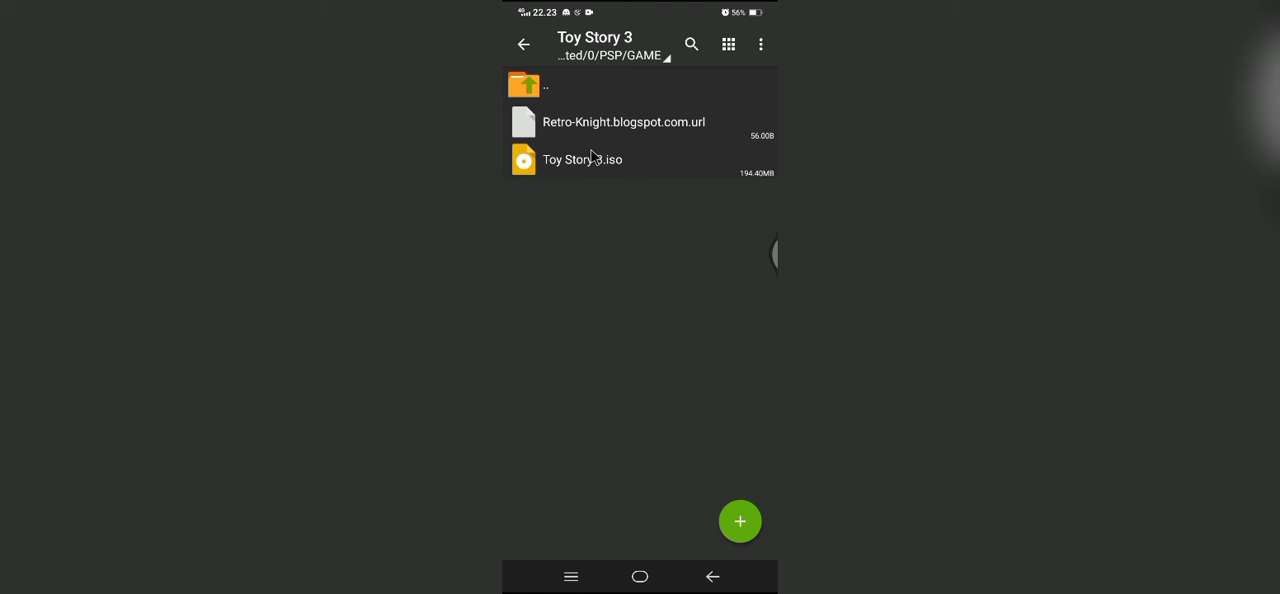 4G 22.23 56%
Toy Story 3
...ted/0/PSP/GAME
..
Retro-Knight.blogspot.com.url
56.00B
Toy Story 3.iso
194.40MB